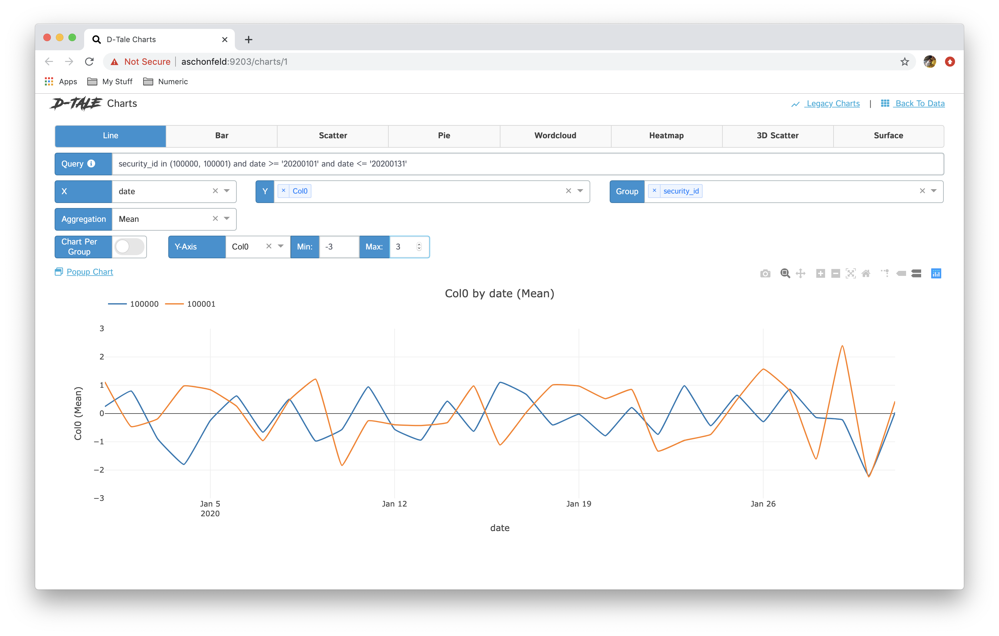 D-Tale Charts
Not Secure | aschonfeld:9203/charts/1
Apps My Stuff Numeric
D-TALE Charts Legacy Charts | Back To Data
Line Bar Scatter Pie Wordcloud Heatmap 3D Scatter Surface
Query security_id in (100000, 100001) and date >= '20200101' and date <= '20200131'
X date Y × Col0 Group × security_id
Aggregation Mean
Chart Per Group Y-Axis Col0 Min: -3 Max: 3
Popup Chart
Col0 by date (Mean)
100000 100001
3
2
1
0
−1
−2
−3
Col0 (Mean)
Jan 5 Jan 12 Jan 19 Jan 26
2020
date